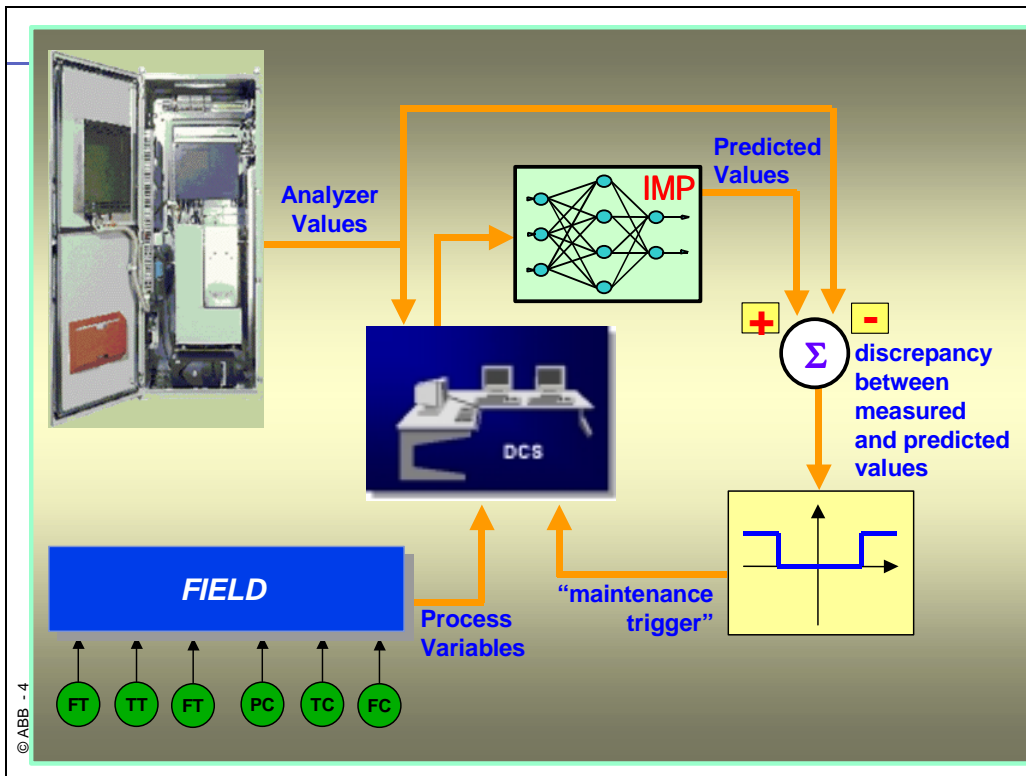 Analyzer
Values
IMP
Predicted
Values
+
-
Σ
discrepancy
between
measured
and predicted
values
DCS
FIELD
Process
Variables
“maintenance
trigger”
FT
TT
FT
PC
TC
FC
© ABB - 4